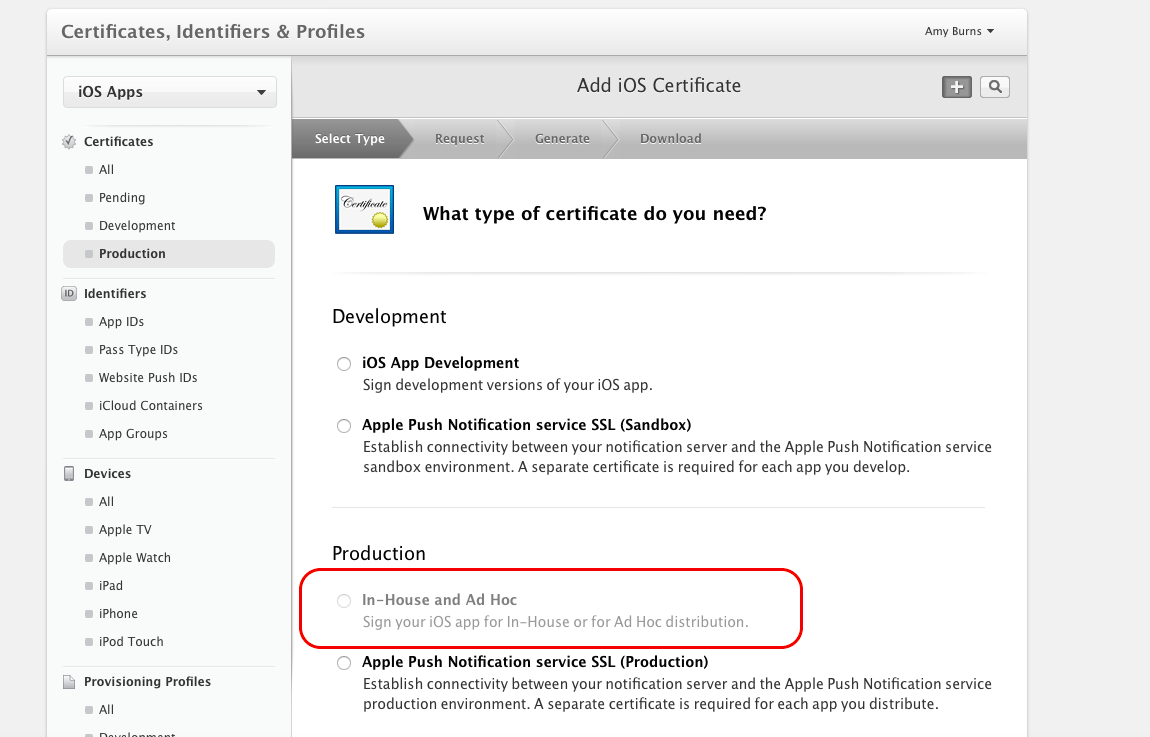 Certificates, Identifiers & Profiles
Amy Burns
iOS Apps
Add iOS Certificate
Select Type
Request
Generate
Download
Certificates
All
Pending
Development
Production
ID
Identifiers
App IDs
Pass Type IDs
Website Push IDs
iCloud Containers
App Groups
Devices
All
Apple TV
Apple Watch
iPad
iPhone
iPod Touch
Provisioning Profiles
All
Development
Certificate
What type of certificate do you need?
Development
iOS App Development
Sign development versions of your iOS app.
Apple Push Notification service SSL (Sandbox)
Establish connectivity between your notification server and the Apple Push Notification service
sandbox environment. A separate certificate is required for each app you develop.
Production
In-House and Ad Hoc
Sign your iOS app for In-House or for Ad Hoc distribution.
Apple Push Notification service SSL (Production)
Establish connectivity between your notification server and the Apple Push Notification service
production environment. A separate certificate is required for each app you distribute.